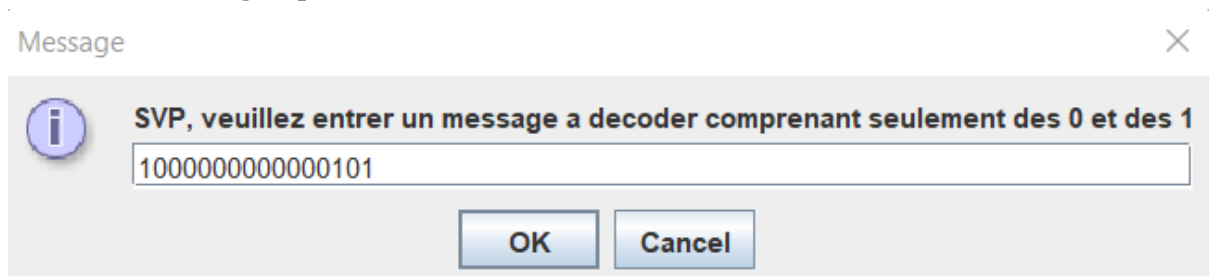 Message
SVP, veuillez entrer un message a decoder comprenant seulement des 0 et des 1
1000000000000101
OK Cancel